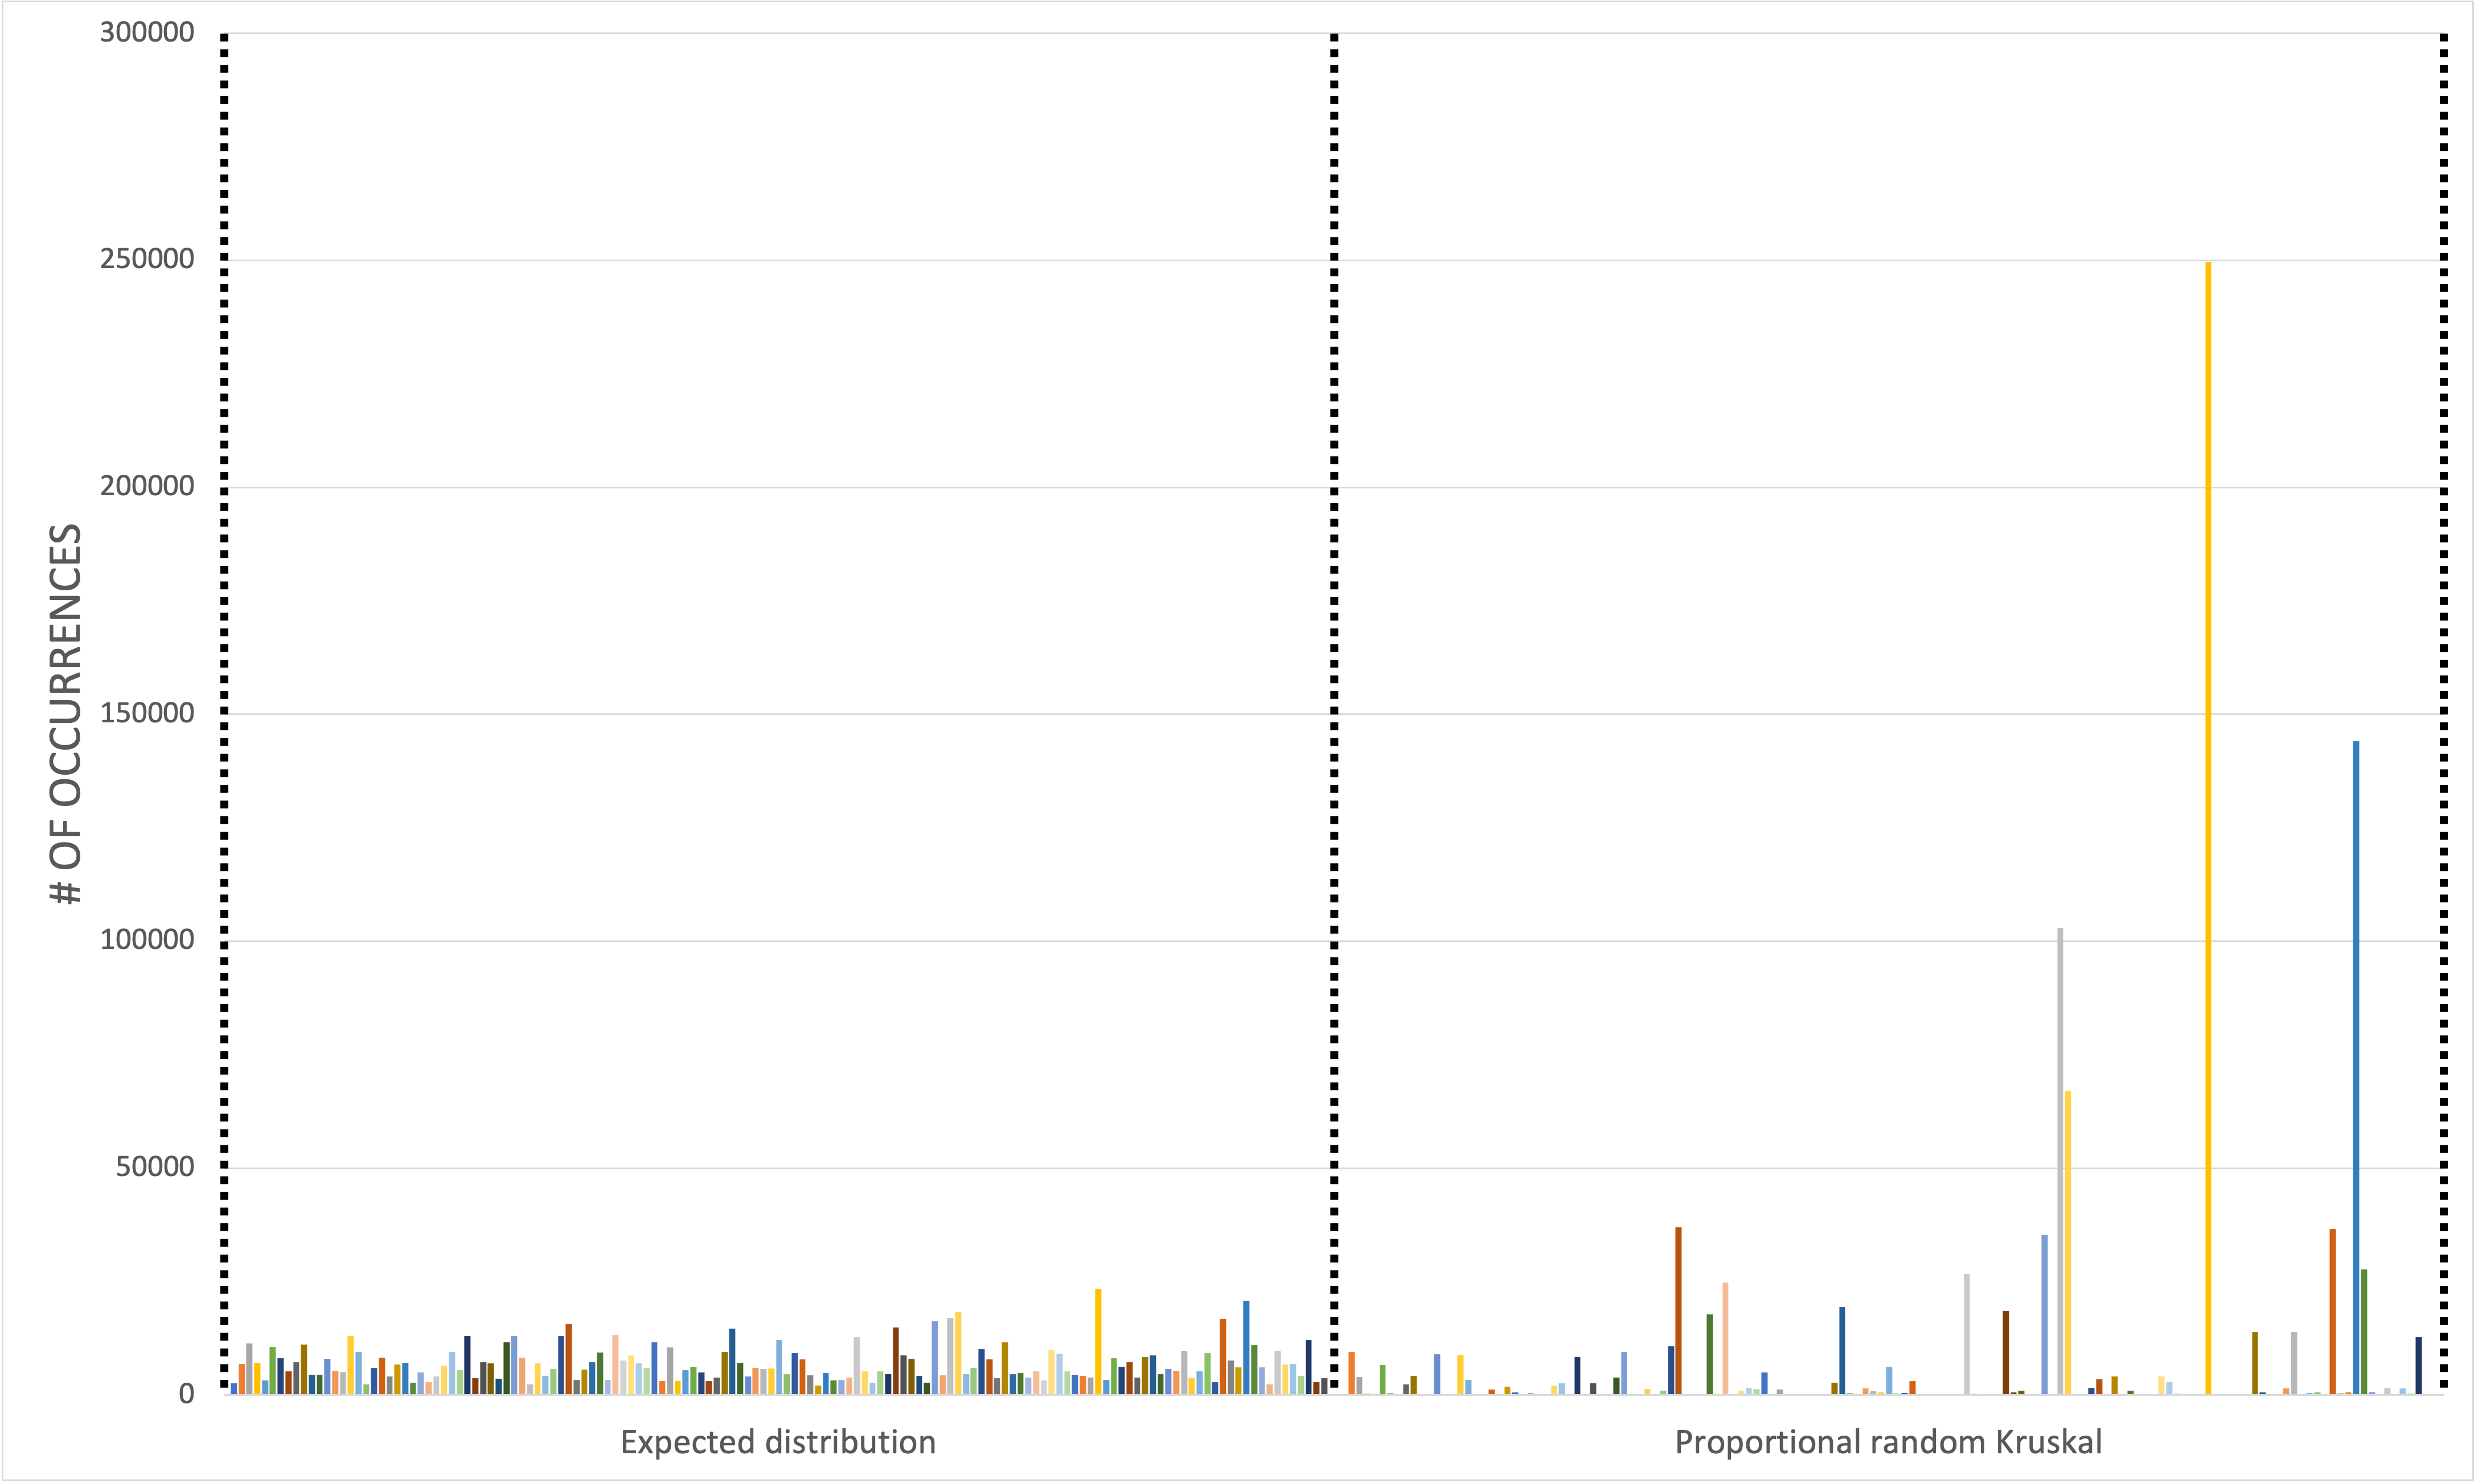 300000
250000
200000
150000
100000
50000
0
# OF OCCURRENCES
Expected distribution
Proportional random Kruskal